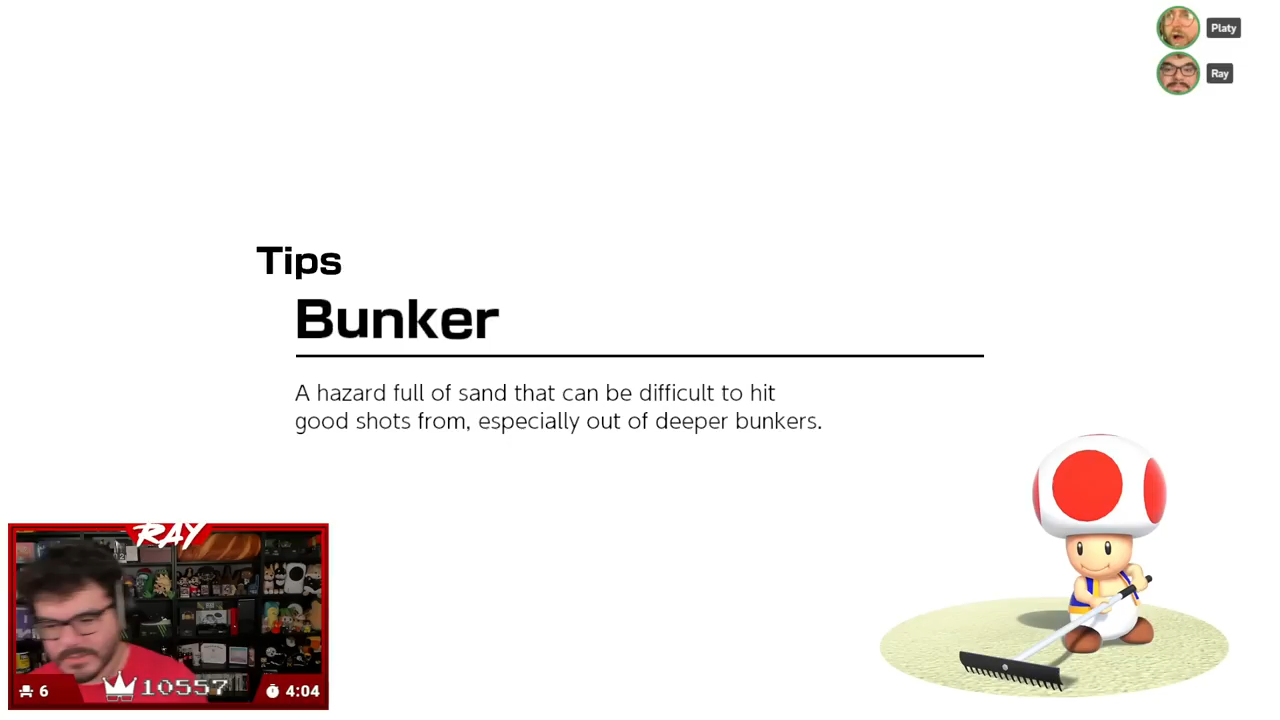 Platy
Ray
Tips
Bunker
A hazard full of sand that can be difficult to hit
good shots from, especially out of deeper bunkers.
RAY
6
10557
4:04